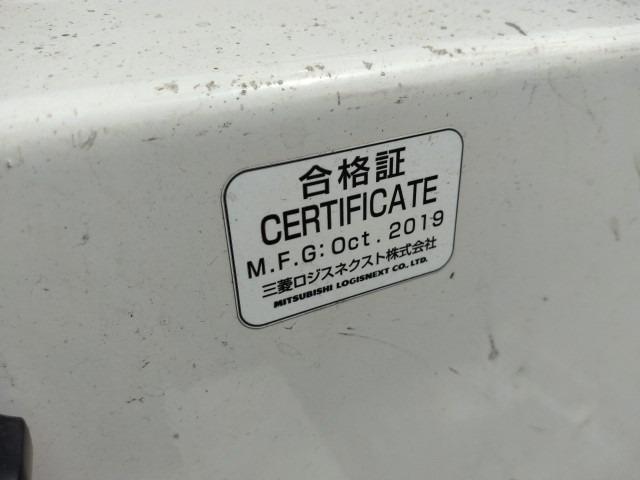 合格証
CERTIFICATE
M.F.G: Oct. 2019
三菱ロジスネクスト株式会社
MITSUBISHI LOGISNEXT CO. LTD.